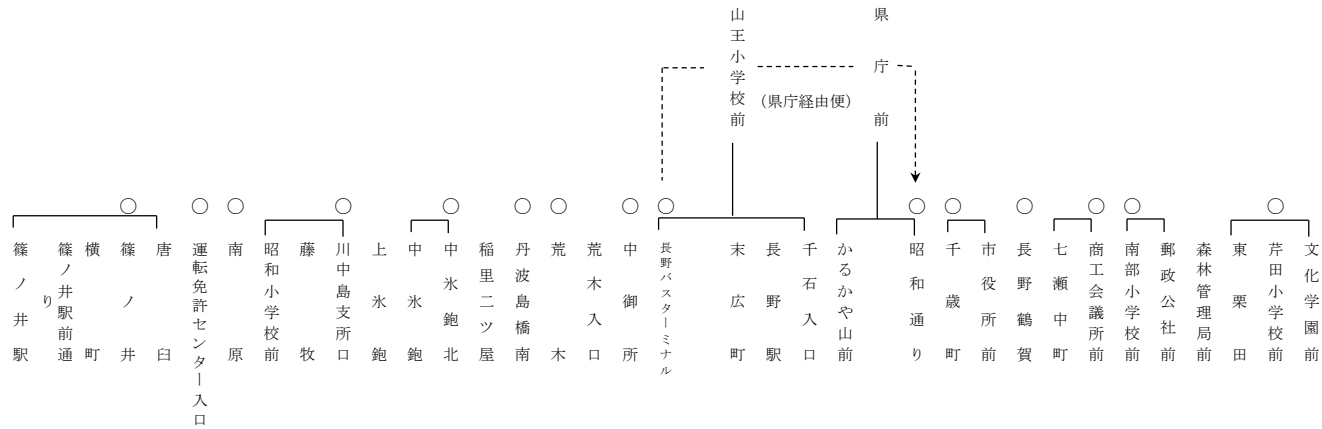 山王小学校前
県庁前
（県庁経由便）
篠ノ井駅
篠ノ井駅前通り
横町
篠ノ井
唐臼
運転免許センター入口
南原
昭和小学校前
藤牧
川中島支所口
上氷鉋
中氷鉋
中氷鉋北
稲里二ツ屋
丹波島橋南
荒木
荒木入口
中御所
長野バスターミナル
末広町
長野駅
千石入口
かるかや山前
昭和通り
千歳町
市役所前
長野鶴賀
七瀬中町
商工会議所前
南部小学校前
郵政公社前
森林管理局前
東栗田
芹田小学校前
文化学園前